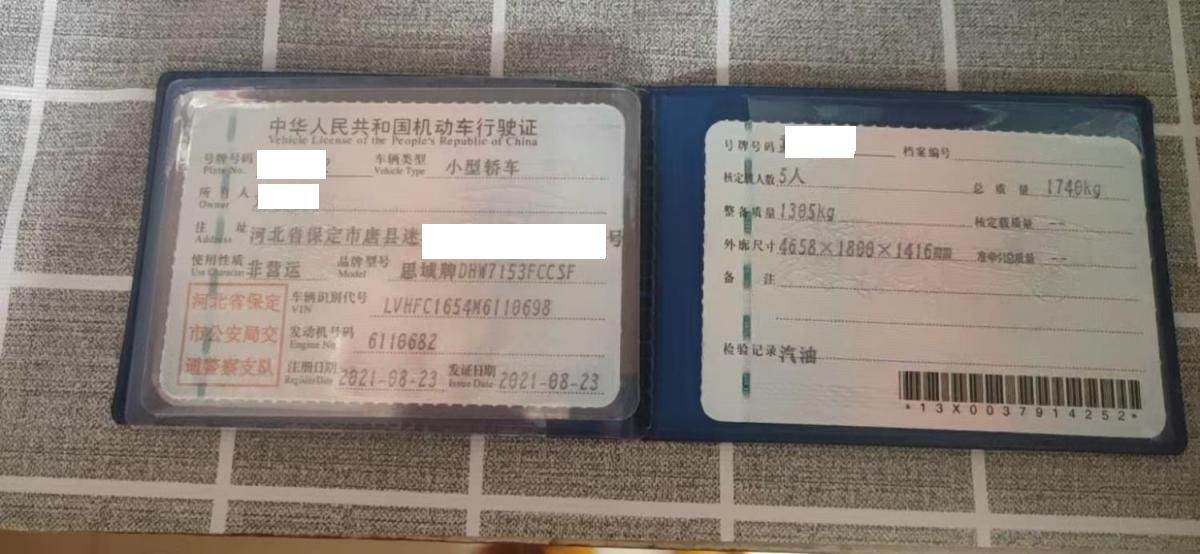 中华人民共和国机动车行驶证
Vehicle License of the People's Republic of China
号牌号码
Plate No.
车辆类型 小型轿车
Vehicle Type
所有人
Owner
住址 河北省保定市唐县迷 号
Address
使用性质 非营运
Use Character
品牌型号 思域牌DHW7153FCCSF
Model
河北省保定
市公安局交
通警察支队
车辆识别代号 LVHFC1654M6110698
VIN
发动机号码 6110682
Engine No.
注册日期 2021-08-23
Register Date
发证日期 2021-08-23
Issue Date
号牌号码
档案编号
核定载人数 5人
总质量 1740kg
整备质量 1305kg
核定载质量 --
外廓尺寸 4658×1800×1416mm
准牵引总质量 --
备注
检验记录 汽油
*13X0037914252*